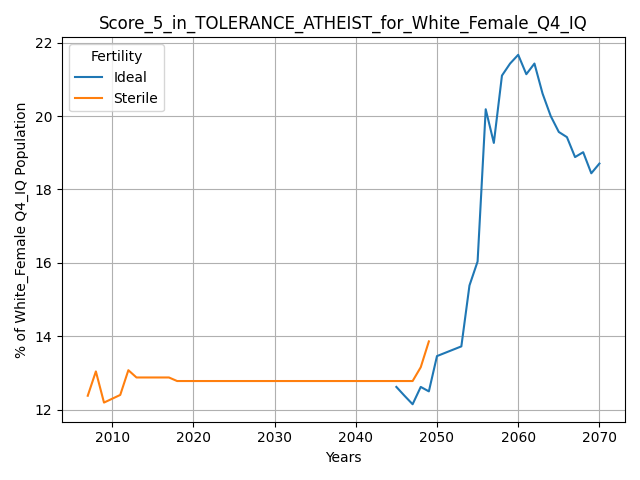 Score_5_in_TOLERANCE_ATHEIST_for_White_Female_Q4_IQ
Fertility
Ideal
Sterile
% of White_Female Q4_IQ Population
22
20
18
16
14
12
2010 2020 2030 2040 2050 2060 2070
Years